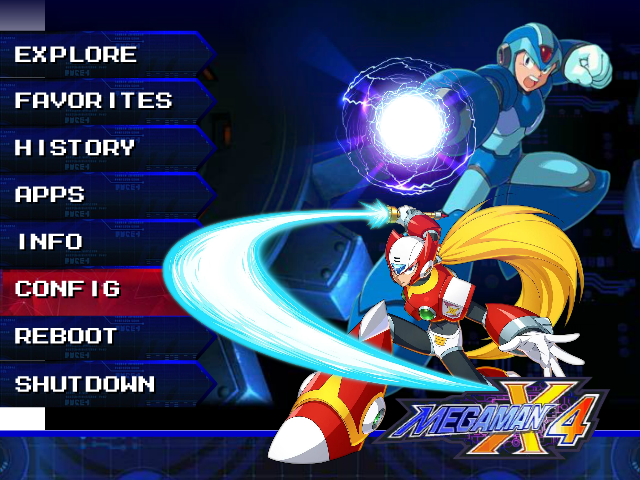 EXPLORE
FAVORITES
HISTORY
APPS
INFO
CONFIG
REBOOT
SHUTDOWN
MEGAMAN X4